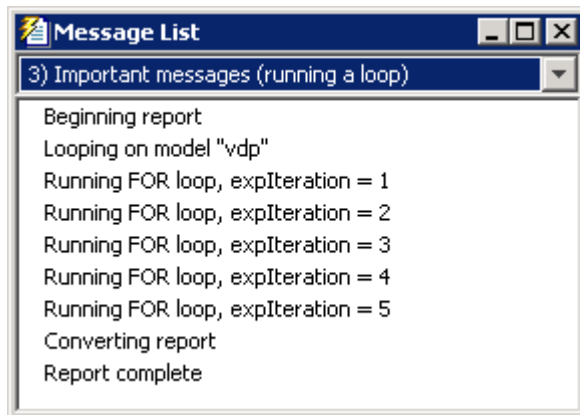 Message List
3) Important messages (running a loop)
Beginning report
Looping on model "vdp"
Running FOR loop, expIteration = 1
Running FOR loop, expIteration = 2
Running FOR loop, expIteration = 3
Running FOR loop, expIteration = 4
Running FOR loop, expIteration = 5
Converting report
Report complete